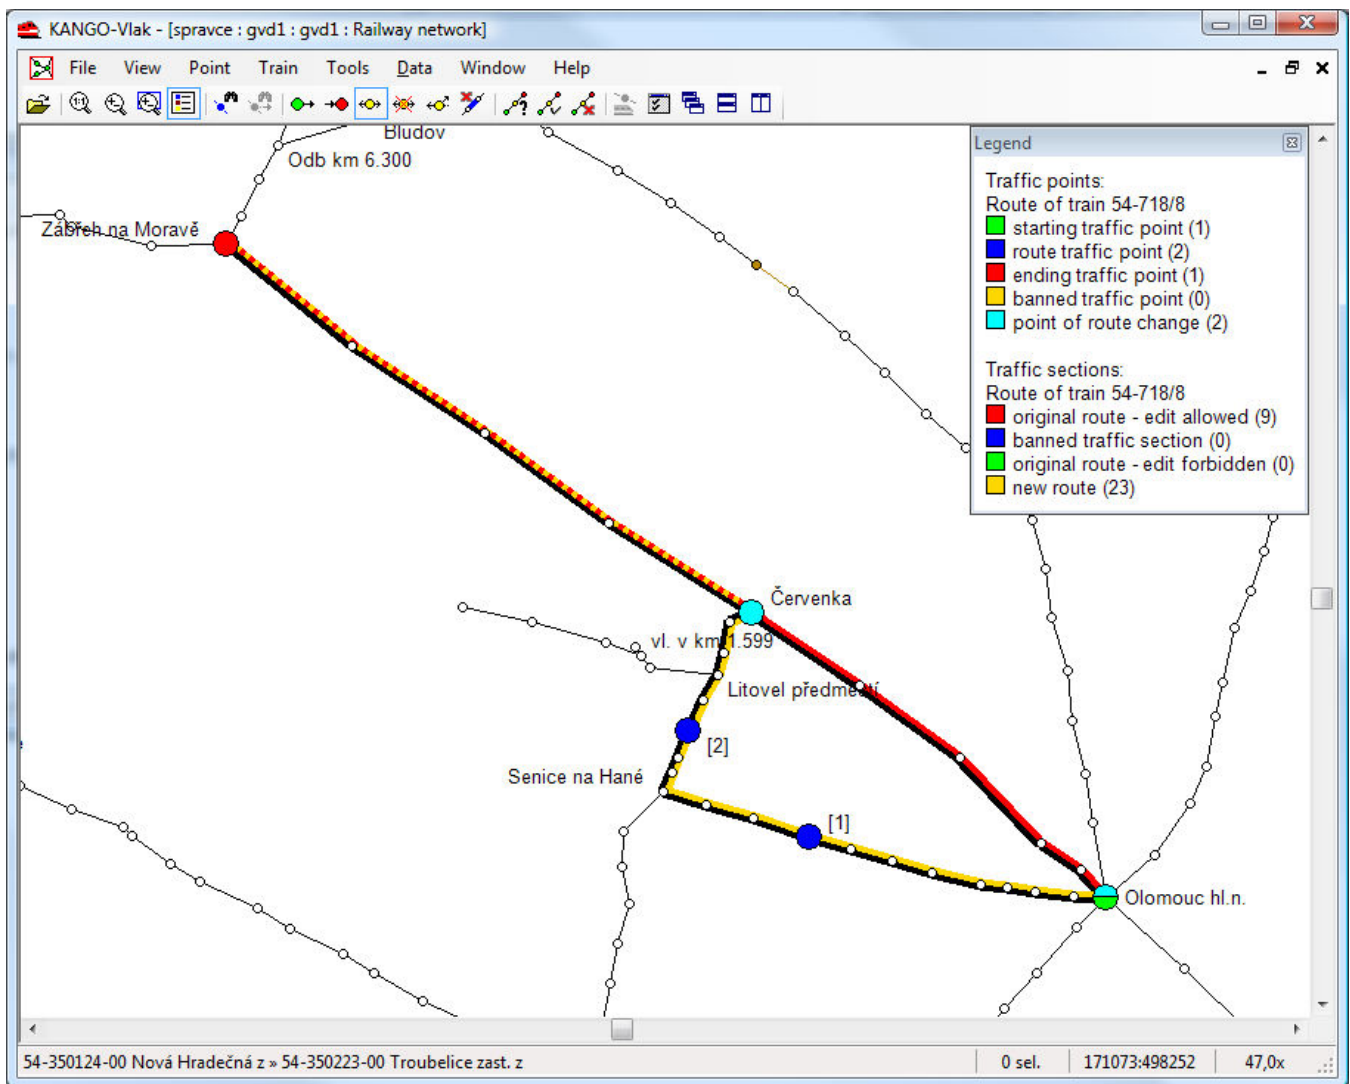 KANGO-Vlak - [spravce : gvd1 : gvd1 : Railway network]
File View Point Train Tools Data Window Help
1:1
Bludov
Odb km 6.300
Zábřeh na Moravě
Legend
Traffic points:
Route of train 54-718/8
starting traffic point (1)
route traffic point (2)
ending traffic point (1)
banned traffic point (0)
point of route change (2)
Traffic sections:
Route of train 54-718/8
original route - edit allowed (9)
banned traffic section (0)
original route - edit forbidden (0)
new route (23)
Červenka
vl. v km 1.599
Litovel předměstí
[2]
Senice na Hané
[1]
Olomouc hl.n.
54-350124-00 Nová Hradečná z » 54-350223-00 Troubelice zast. z 0 sel. 171073:498252 47,0x